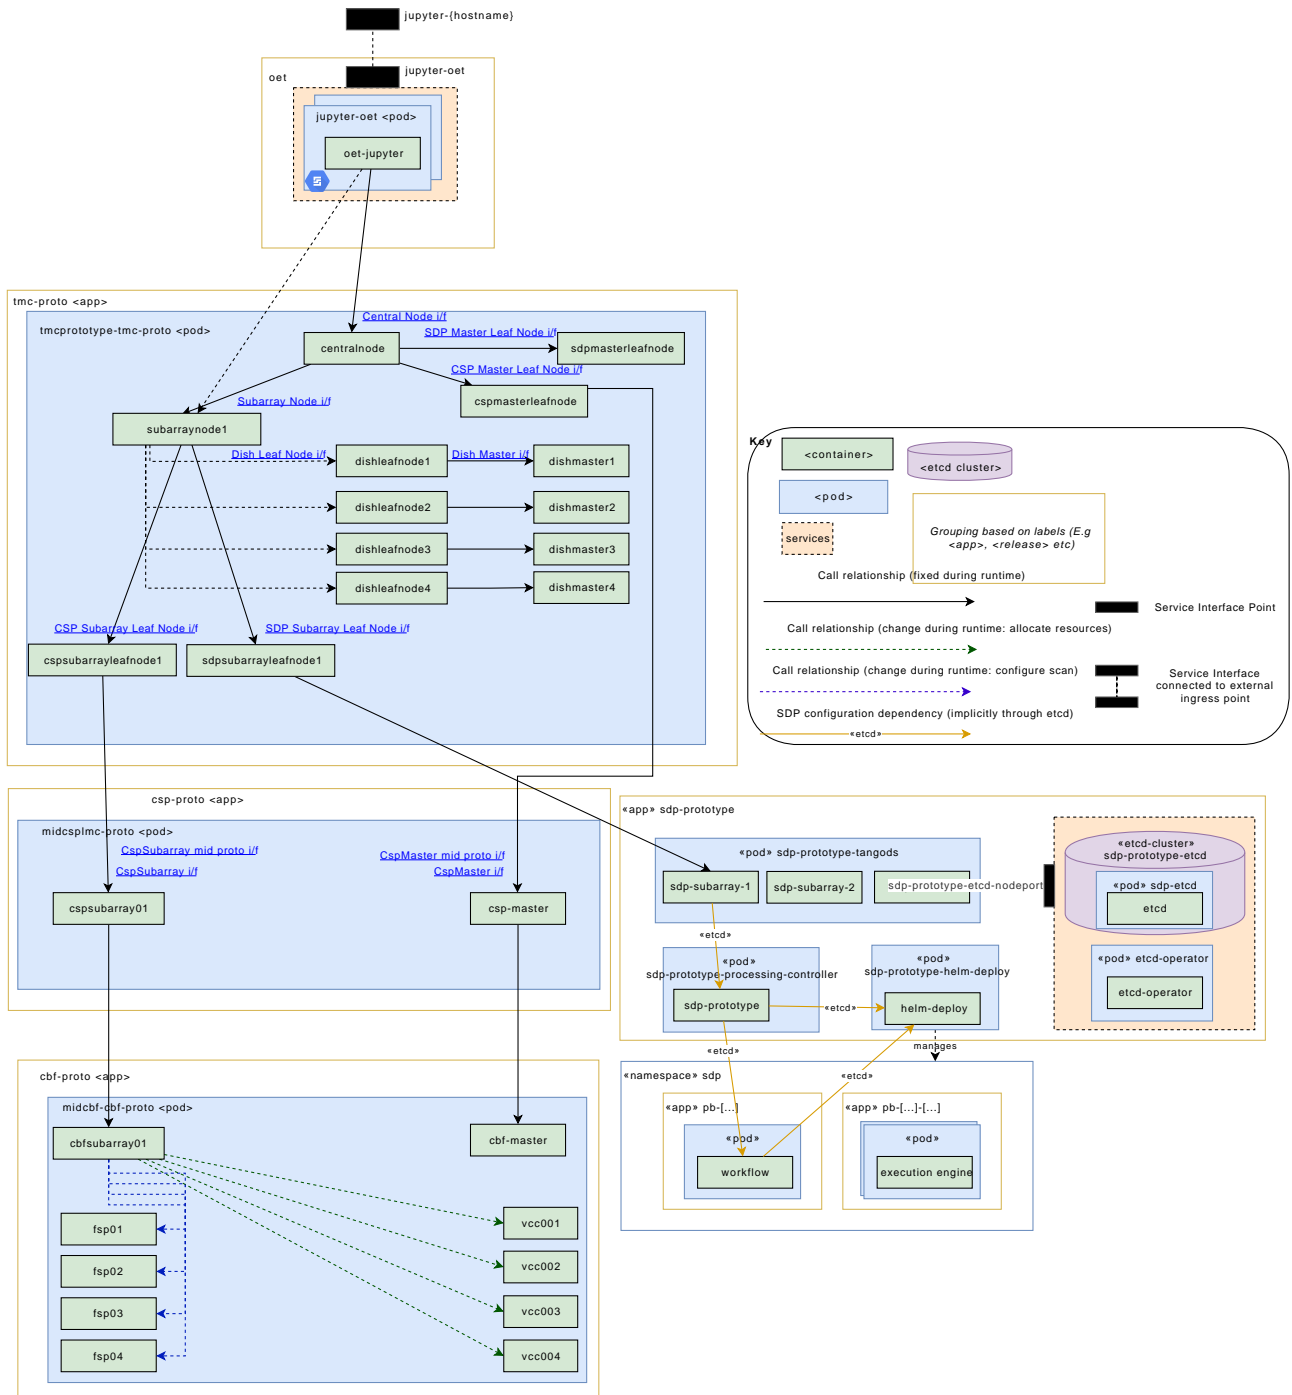 jupyter-{hostname}
oet
jupyter-oet
jupyter-oet <pod>
oet-jupyter
tmc-proto <app>
tmcprototype-tmc-proto <pod>
Central Node i/f
SDP Master Leaf Node i/f
centralnode
sdpmasterleafnode
CSP Master Leaf Node i/f
cspmasterleafnode
Subarray Node i/f
subarraynode1
Dish Leaf Node i/f
dishleafnode1
Dish Master i/f
dishmaster1
dishleafnode2
dishmaster2
dishleafnode3
dishmaster3
dishleafnode4
dishmaster4
CSP Subarray Leaf Node i/f
SDP Subarray Leaf Node i/f
cspsubarrayleafnode1
sdpsubarrayleafnode1
Key
<container>
<etcd cluster>
<pod>
services
Grouping based on labels (E.g
<app>, <release> etc)
Call relationship (fixed during runtime)
Service Interface Point
Call relationship (change during runtime: allocate resources)
Call relationship (change during runtime: configure scan)
Service Interface
connected to external
ingress point
SDP configuration dependency (implicitly through etcd)
«etcd»
csp-proto <app>
midcsplmc-proto <pod>
CspSubarray mid proto i/f
CspSubarray i/f
CspMaster mid proto i/f
CspMaster i/f
cspsubarray01
csp-master
«app» sdp-prototype
«pod» sdp-prototype-tangods
sdp-subarray-1
sdp-subarray-2
sdp-prototype-etcd-nodeport
«etcd-cluster»
sdp-prototype-etcd
«pod» sdp-etcd
etcd
«etcd»
«pod»
sdp-prototype-processing-controller
sdp-prototype
«etcd»
«pod»
sdp-prototype-helm-deploy
helm-deploy
«pod» etcd-operator
etcd-operator
«etcd»
manages
«etcd»
«namespace» sdp
«app» pb-[...]
«pod»
workflow
«app» pb-[...]-[...]
«pod»
execution engine
cbf-proto <app>
midcbf-cbf-proto <pod>
cbfsubarray01
cbf-master
fsp01
fsp02
fsp03
fsp04
vcc001
vcc002
vcc003
vcc004